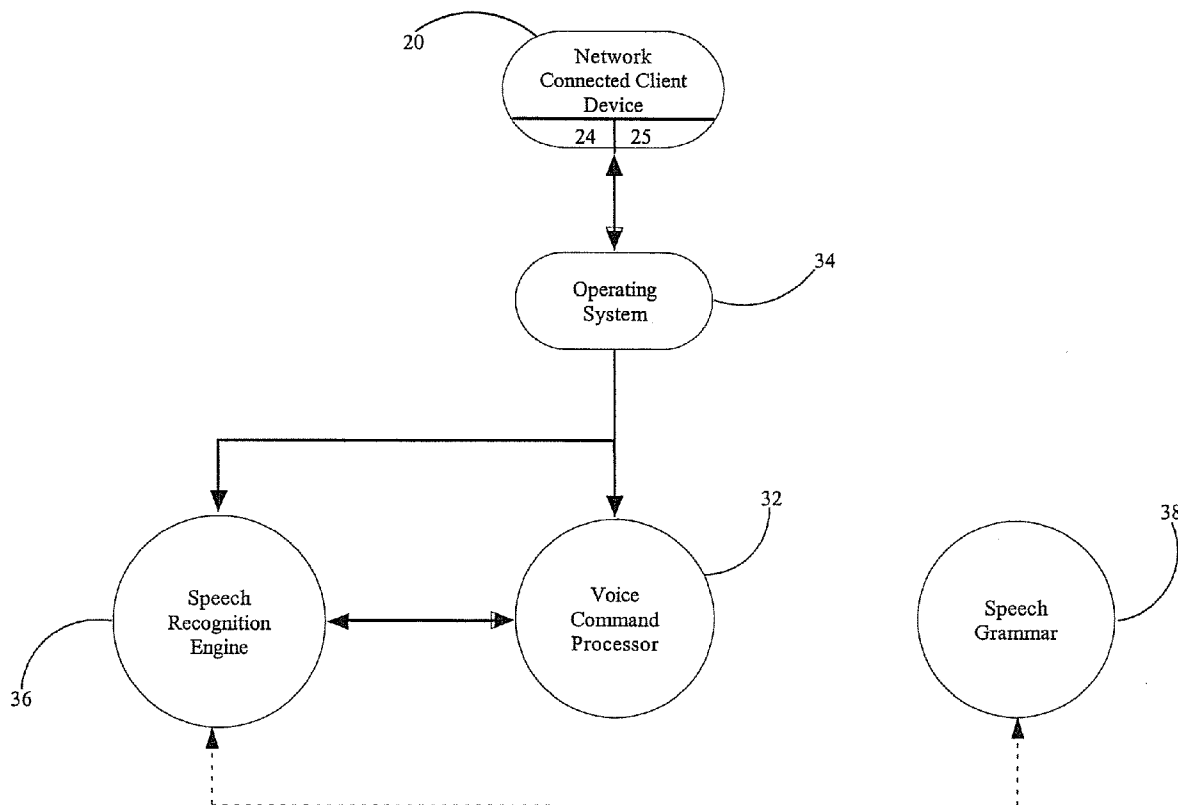 20
Network
Connected Client
Device
24 25
Operating
System
34
32
38
Speech
Recognition
Engine
Voice
Command
Processor
Speech
Grammar
36